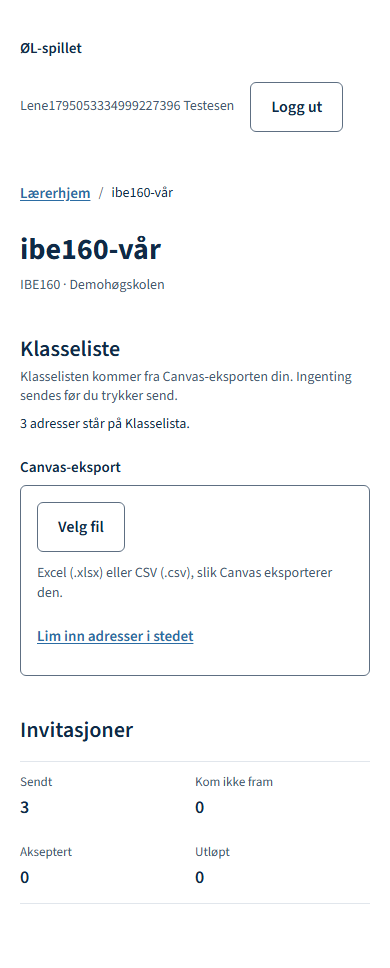 ØL-spillet
Lene1795053334999227396 Testesen
Logg ut
Lærerhjem / ibe160-vår
ibe160-vår
IBE160 · Demohøgskolen
Klasseliste
Klasselisten kommer fra Canvas-eksporten din. Ingenting
sendes før du trykker send.
3 adresser står på Klasselista.
Canvas-eksport
Velg fil
Excel (.xlsx) eller CSV (.csv), slik Canvas eksporterer
den.
Lim inn adresser i stedet
Invitasjoner
Sendt
3
Kom ikke fram
0
Akseptert
0
Utløpt
0